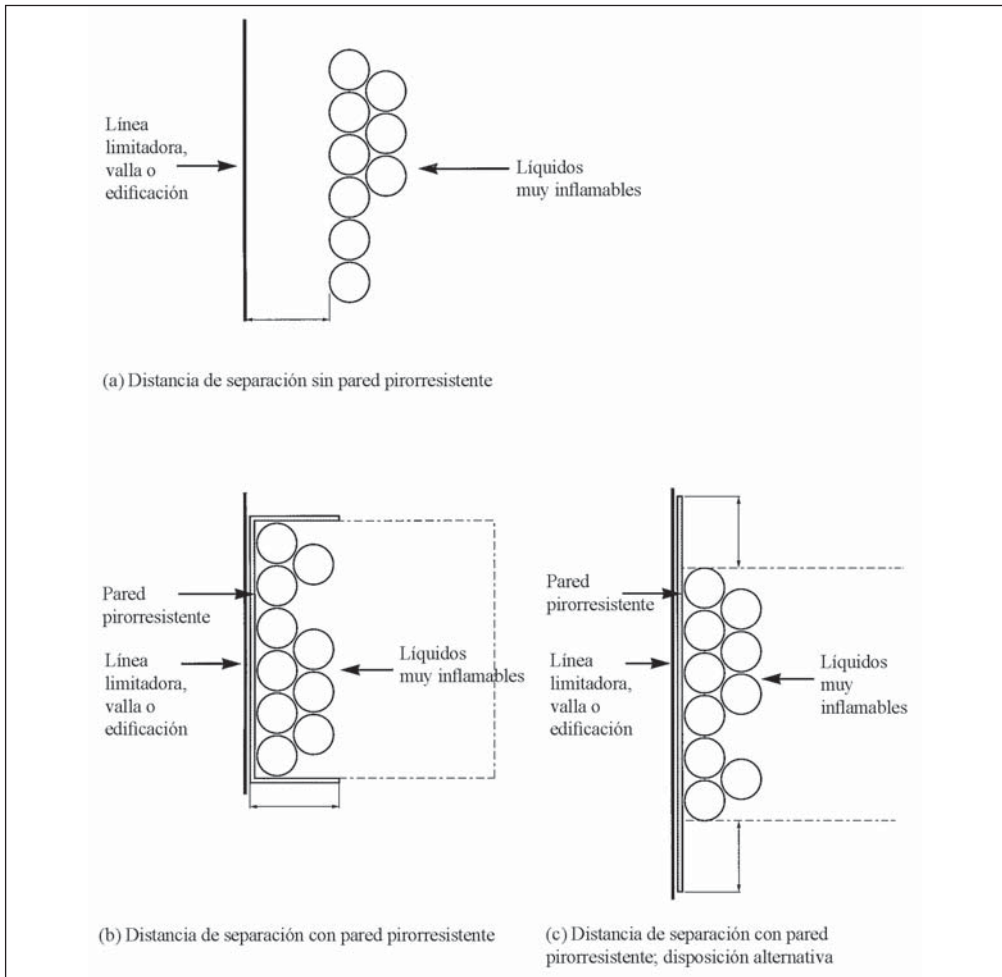 Línea
limitadora,
valla o
edificación
Líquidos
muy inflamables
(a) Distancia de separación sin pared pirorresistente
Pared
pirorresistente
Línea
limitadora,
valla o
edificación
Líquidos
muy inflamables
(b) Distancia de separación con pared pirorresistente
Pared
pirorresistente
Línea
limitadora,
valla o
edificación
Líquidos
muy
inflamables
(c) Distancia de separación con pared
pirorresistente; disposición alternativa